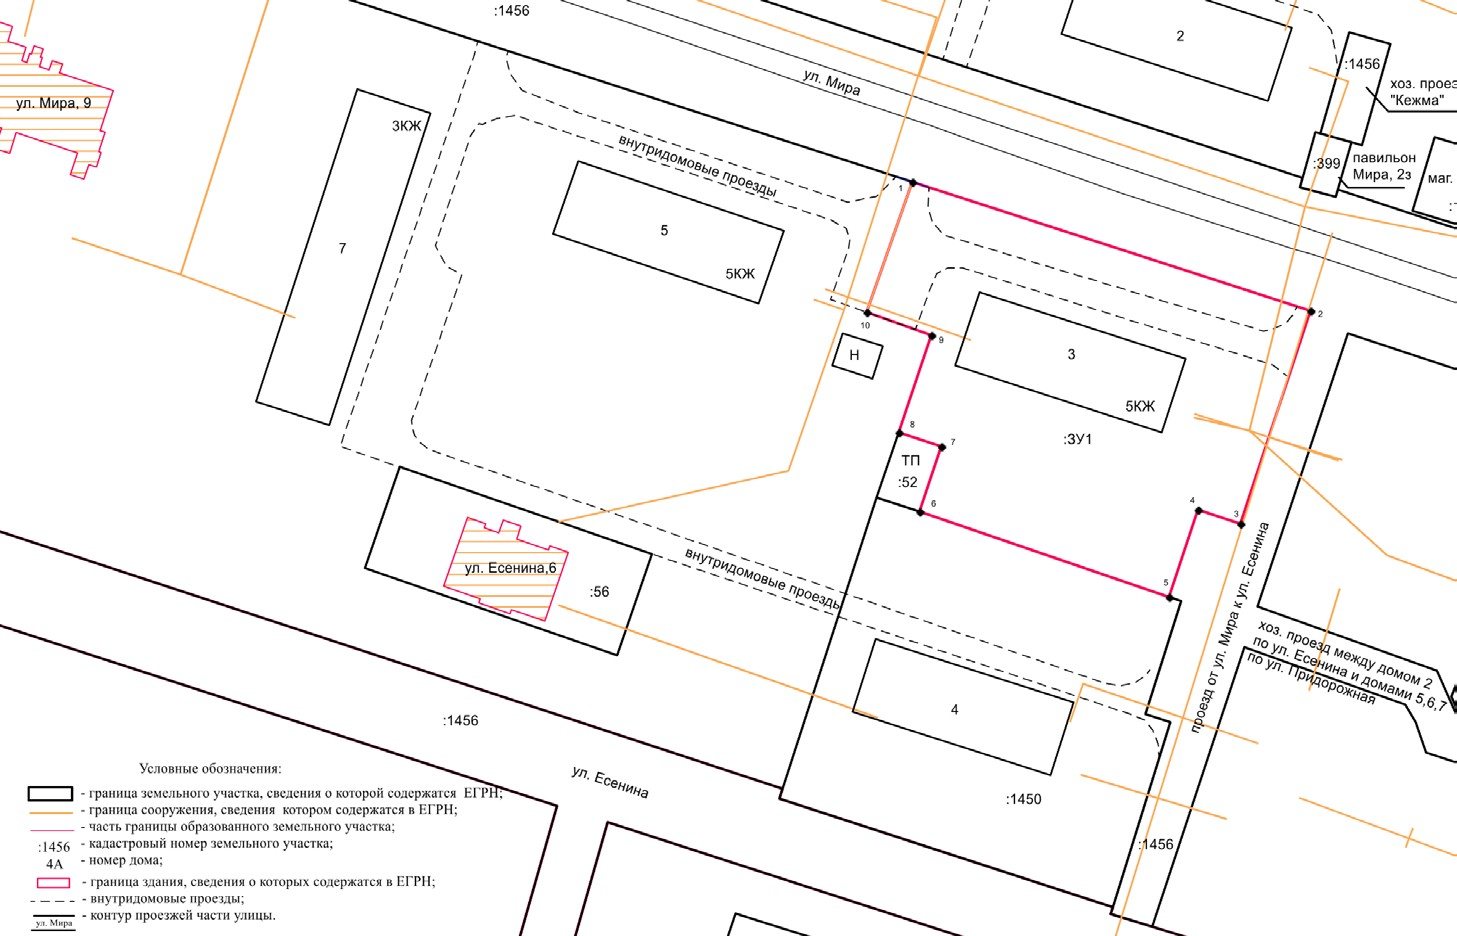 :1456
2
:1456
хоз. прое
"Кежма"
ул. Мира
ул. Мира, 9
3КЖ
внутридомовые проезды
:399
павильон
Мира, 2з
маг.
1
5
7
5КЖ
2
10
9
Н
3
5КЖ
8
7
:ЗУ1
ТП
:52
6
4
3
внутридомовые проезды
ул. Есенина,6
:56
5
проезд от ул. Мира к ул. Есенина
хоз. проезд между домом 2
по ул. Есенина и домами 5,6,7
по ул. Придорожная
4
:1456
ул. Есенина
:1450
:1456
Условные обозначения:
- граница земельного участка, сведения о которой содержатся ЕГРН;
- граница сооружения, сведения котором содержатся в ЕГРН;
- часть границы образованного земельного участка;
:1456 - кадастровый номер земельного участка;
4А - номер дома;
- граница здания, сведения о которых содержатся в ЕГРН;
- внутридомовые проезды;
- контур проезжей части улицы.
ул. Мира